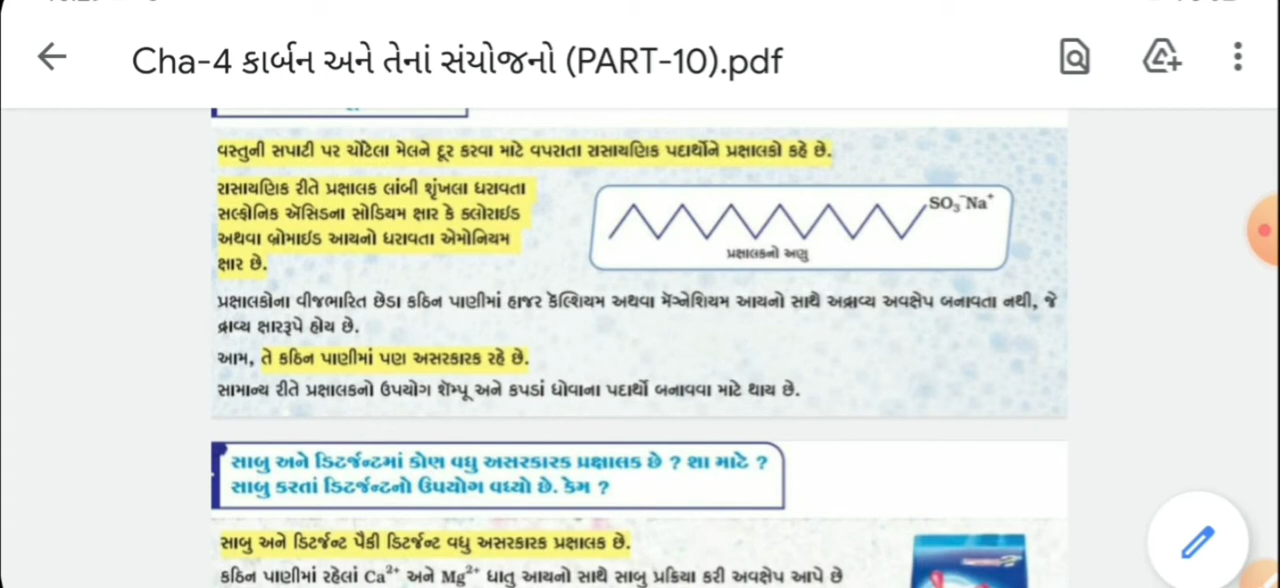 Cha-4 કાર્બન અને તેનાં સંયોજનો (PART-10).pdf
વસ્તુની સપાટી પર ચોંટેલા મેલને દૂર કરવા માટે વપરાતા રાસાયણિક પદાર્થોને પ્રક્ષાલકો કહે છે.
રાસાયણિક રીતે પ્રક્ષાલક લાંબી શૃંખલા ધરાવતા
સલ્ફોનિક ઍસિડના સોડિયમ ક્ષાર કે ક્લોરાઈડ
અથવા બ્રોમાઈડ આયનો ધરાવતા એમોનિયમ
ક્ષાર છે.
SO₃⁻Na⁺
પ્રક્ષાલકનો અણુ
પ્રક્ષાલકોના વીજભારિત છેડા કઠિન પાણીમાં હાજર કૅલ્શિયમ અથવા મૅગ્નેશિયમ આયનો સાથે અદ્રાવ્ય અવક્ષેપ બનાવતા નથી, જે
દ્રાવ્ય ક્ષારરૂપે હોય છે.
આમ, તે કઠિન પાણીમાં પણ અસરકારક રહે છે.
સામાન્ય રીતે પ્રક્ષાલકનો ઉપયોગ શૅમ્પૂ અને કપડાં ધોવાના પદાર્થો બનાવવા માટે થાય છે.
સાબુ અને ડિટર્જન્ટમાં કોણ વધુ અસરકારક પ્રક્ષાલક છે ? શા માટે ?
સાબુ કરતાં ડિટર્જન્ટનો ઉપયોગ વધ્યો છે. કેમ ?
સાબુ અને ડિટર્જન્ટ પૈકી ડિટર્જન્ટ વધુ અસરકારક પ્રક્ષાલક છે.
કઠિન પાણીમાં રહેલાં Ca²⁺ અને Mg²⁺ ધાતુ આયનો સાથે સાબુ પ્રક્રિયા કરી અવક્ષેપ આપે છે